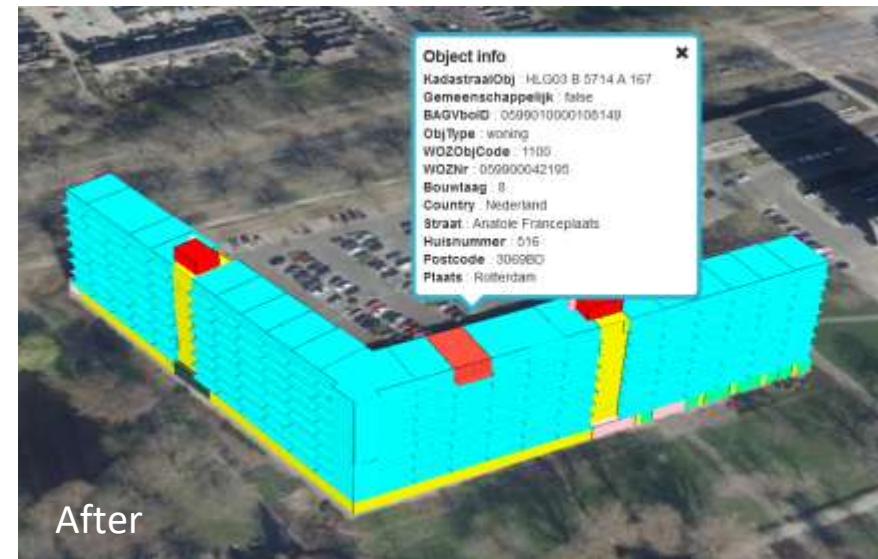 Object info
KadastraalObj : HLG03 B 5714 A 167
Gemeenschappelijk : false
BAGVboID : 0599010000105149
ObjType : woning
WOZObjCode : 1100
WOZNr : 059900042195
Bouwlaag : 8
Country : Nederland
Straat : Anatole Franceplaats
Huisnummer : 516
Postcode : 3069BD
Plaats : Rotterdam
After